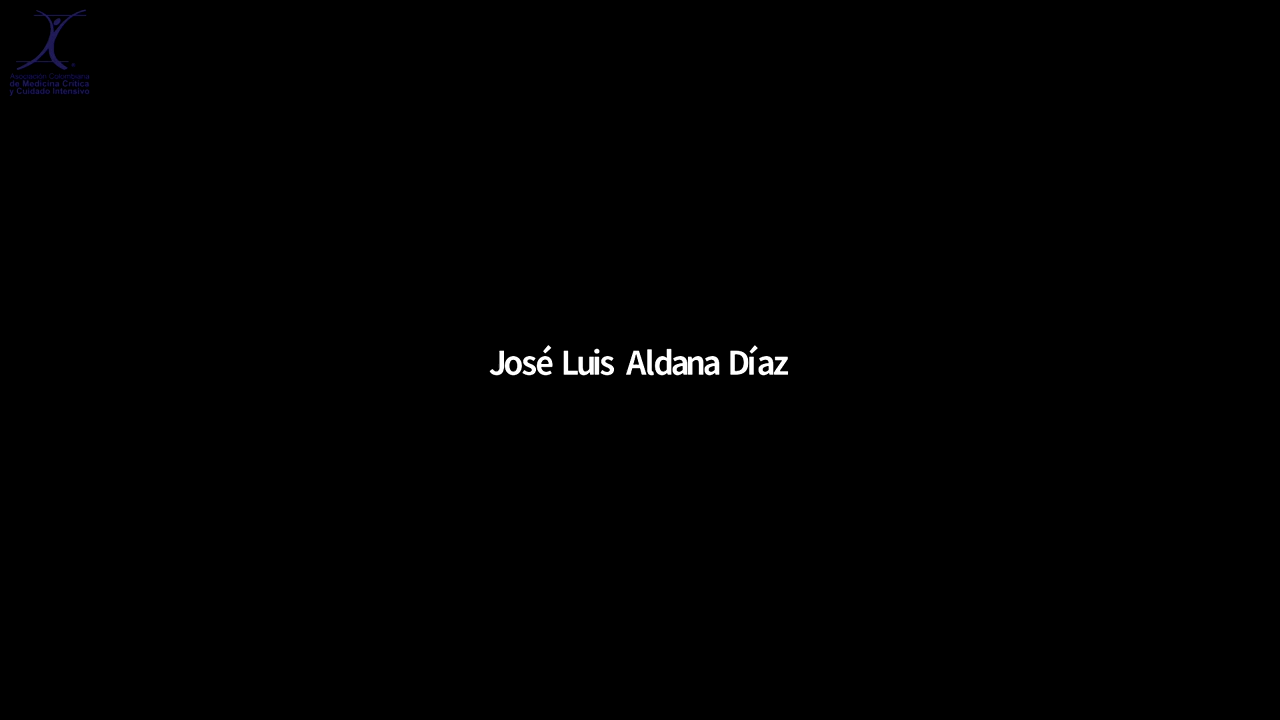 Asociación Colombiana
de Medicina Crítica
y Cuidado Intensivo
José Luis Aldana Díaz